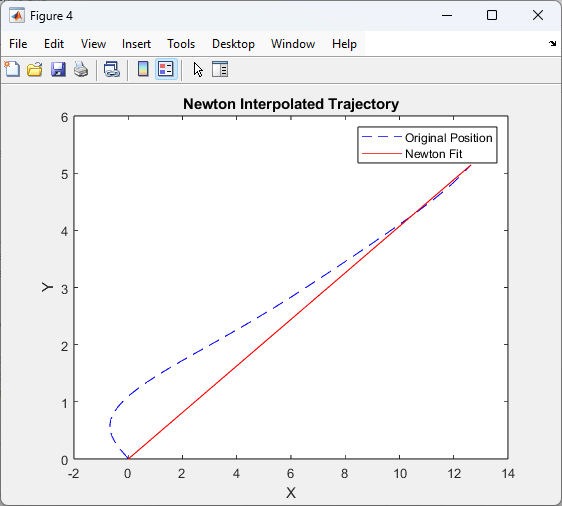 Figure 4
File Edit View Insert Tools Desktop Window Help
Newton Interpolated Trajectory
Original Position
Newton Fit
6
5
4
3
2
1
0
Y
-2 0 2 4 6 8 10 12 14
X